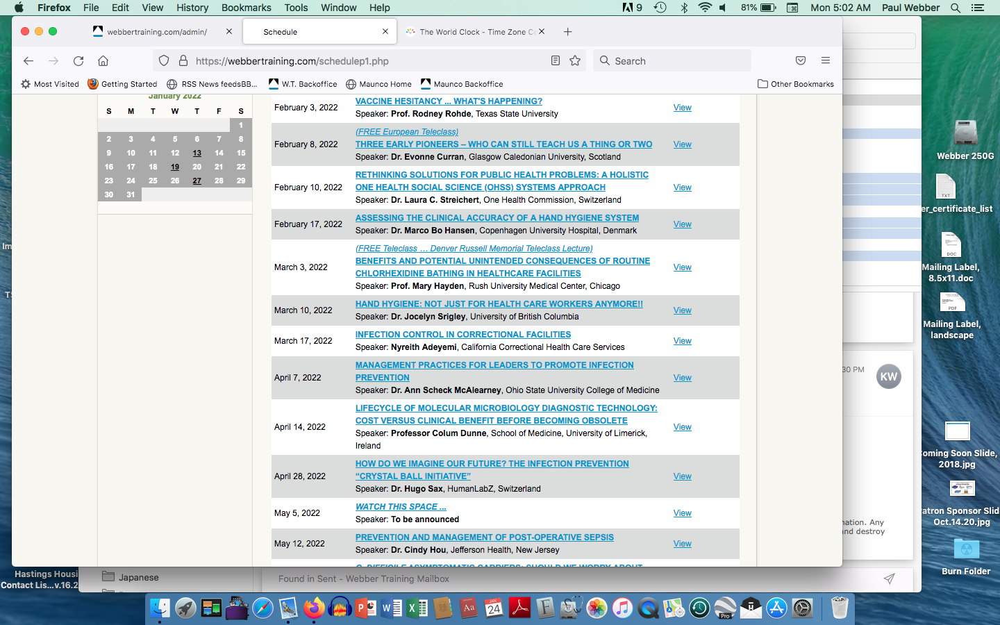 Firefox File Edit View History Bookmarks Tools Window Help 9 81% Mon 5:02 AM Paul Webber
webbertraining.com/admin/ Schedule The World Clock - Time Zone Co
https://webbertraining.com/schedulep1.php Search
Most Visited Getting Started RSS News feedsBB... W.T. Backoffice Maunco Home Maunco Backoffice Other Bookmarks
January 2022
S M T W T F S
1
2 3 4 5 6 7 8
9 10 11 12 13 14 15
16 17 18 19 20 21 22
23 24 25 26 27 28 29
30 31
February 3, 2022
VACCINE HESITANCY ... WHAT'S HAPPENING?
Speaker: Prof. Rodney Rohde, Texas State University
View
February 8, 2022
(FREE European Teleclass)
THREE EARLY PIONEERS – WHO CAN STILL TEACH US A THING OR TWO
Speaker: Dr. Evonne Curran, Glasgow Caledonian University, Scotland
View
February 10, 2022
RETHINKING SOLUTIONS FOR PUBLIC HEALTH PROBLEMS: A HOLISTIC
ONE HEALTH SOCIAL SCIENCE (OHSS) SYSTEMS APPROACH
Speaker: Dr. Laura C. Streichert, One Health Commission, Switzerland
View
February 17, 2022
ASSESSING THE CLINICAL ACCURACY OF A HAND HYGIENE SYSTEM
Speaker: Dr. Marco Bo Hansen, Copenhagen University Hospital, Denmark
View
March 3, 2022
(FREE Teleclass ... Denver Russell Memorial Teleclass Lecture)
BENEFITS AND POTENTIAL UNINTENDED CONSEQUENCES OF ROUTINE
CHLORHEXIDINE BATHING IN HEALTHCARE FACILITIES
Speaker: Prof. Mary Hayden, Rush University Medical Center, Chicago
View
March 10, 2022
HAND HYGIENE: NOT JUST FOR HEALTH CARE WORKERS ANYMORE!!
Speaker: Dr. Jocelyn Srigley, University of British Columbia
View
March 17, 2022
INFECTION CONTROL IN CORRECTIONAL FACILITIES
Speaker: Nyreith Adeyemi, California Correctional Health Care Services
View
April 7, 2022
MANAGEMENT PRACTICES FOR LEADERS TO PROMOTE INFECTION
PREVENTION
Speaker: Dr. Ann Scheck McAlearney, Ohio State University College of Medicine
View
April 14, 2022
LIFECYCLE OF MOLECULAR MICROBIOLOGY DIAGNOSTIC TECHNOLOGY:
COST VERSUS CLINICAL BENEFIT BEFORE BECOMING OBSOLETE
Speaker: Professor Colum Dunne, School of Medicine, University of Limerick,
Ireland
View
April 28, 2022
HOW DO WE IMAGINE OUR FUTURE? THE INFECTION PREVENTION
“CRYSTAL BALL INITIATIVE”
Speaker: Dr. Hugo Sax, HumanLabZ, Switzerland
View
May 5, 2022
WATCH THIS SPACE ...
Speaker: To be announced
View
May 12, 2022
PREVENTION AND MANAGEMENT OF POST-OPERATIVE SEPSIS
Speaker: Dr. Cindy Hou, Jefferson Health, New Jersey
View
C. DIFFICILE ASYMPTOMATIC CARRIERS: SHOULD WE WORRY ABOUT
Webber 250G
TXT
er_certificate_list
DOC
Mailing Label,
8.5x11.doc
PDF
Mailing Label,
landscape
30 PM KW
Coming Soon Slide,
2018.jpg
atron Sponsor Slid
Oct.14.20.jpg
nation. Any
and destroy
Burn Folder
Im
TS
Hastings Housi
Contact Lis...v.16.2
Japanese
Found in Sent - Webber Training Mailbox
JAN
24
Pro